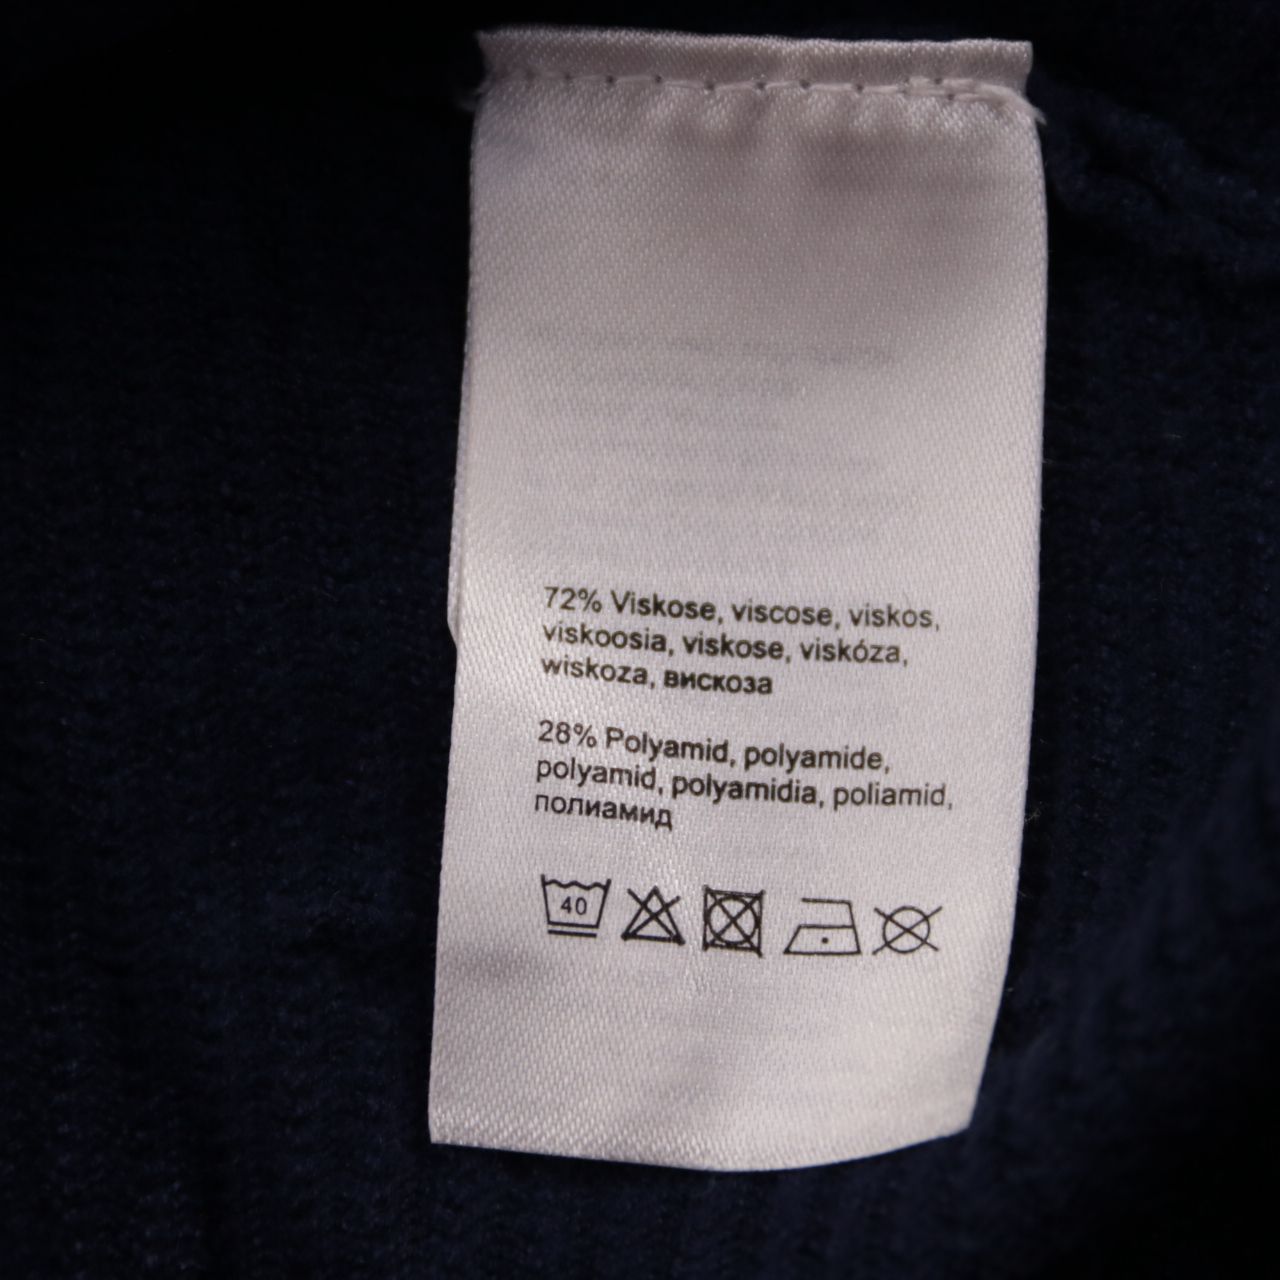 72% Viskose, viscose, viskos,
viskoosia, viskose, viskóza,
wiskoza, вискоза
28% Polyamid, polyamide,
polyamid, polyamidia, poliamid,
полиамид
40